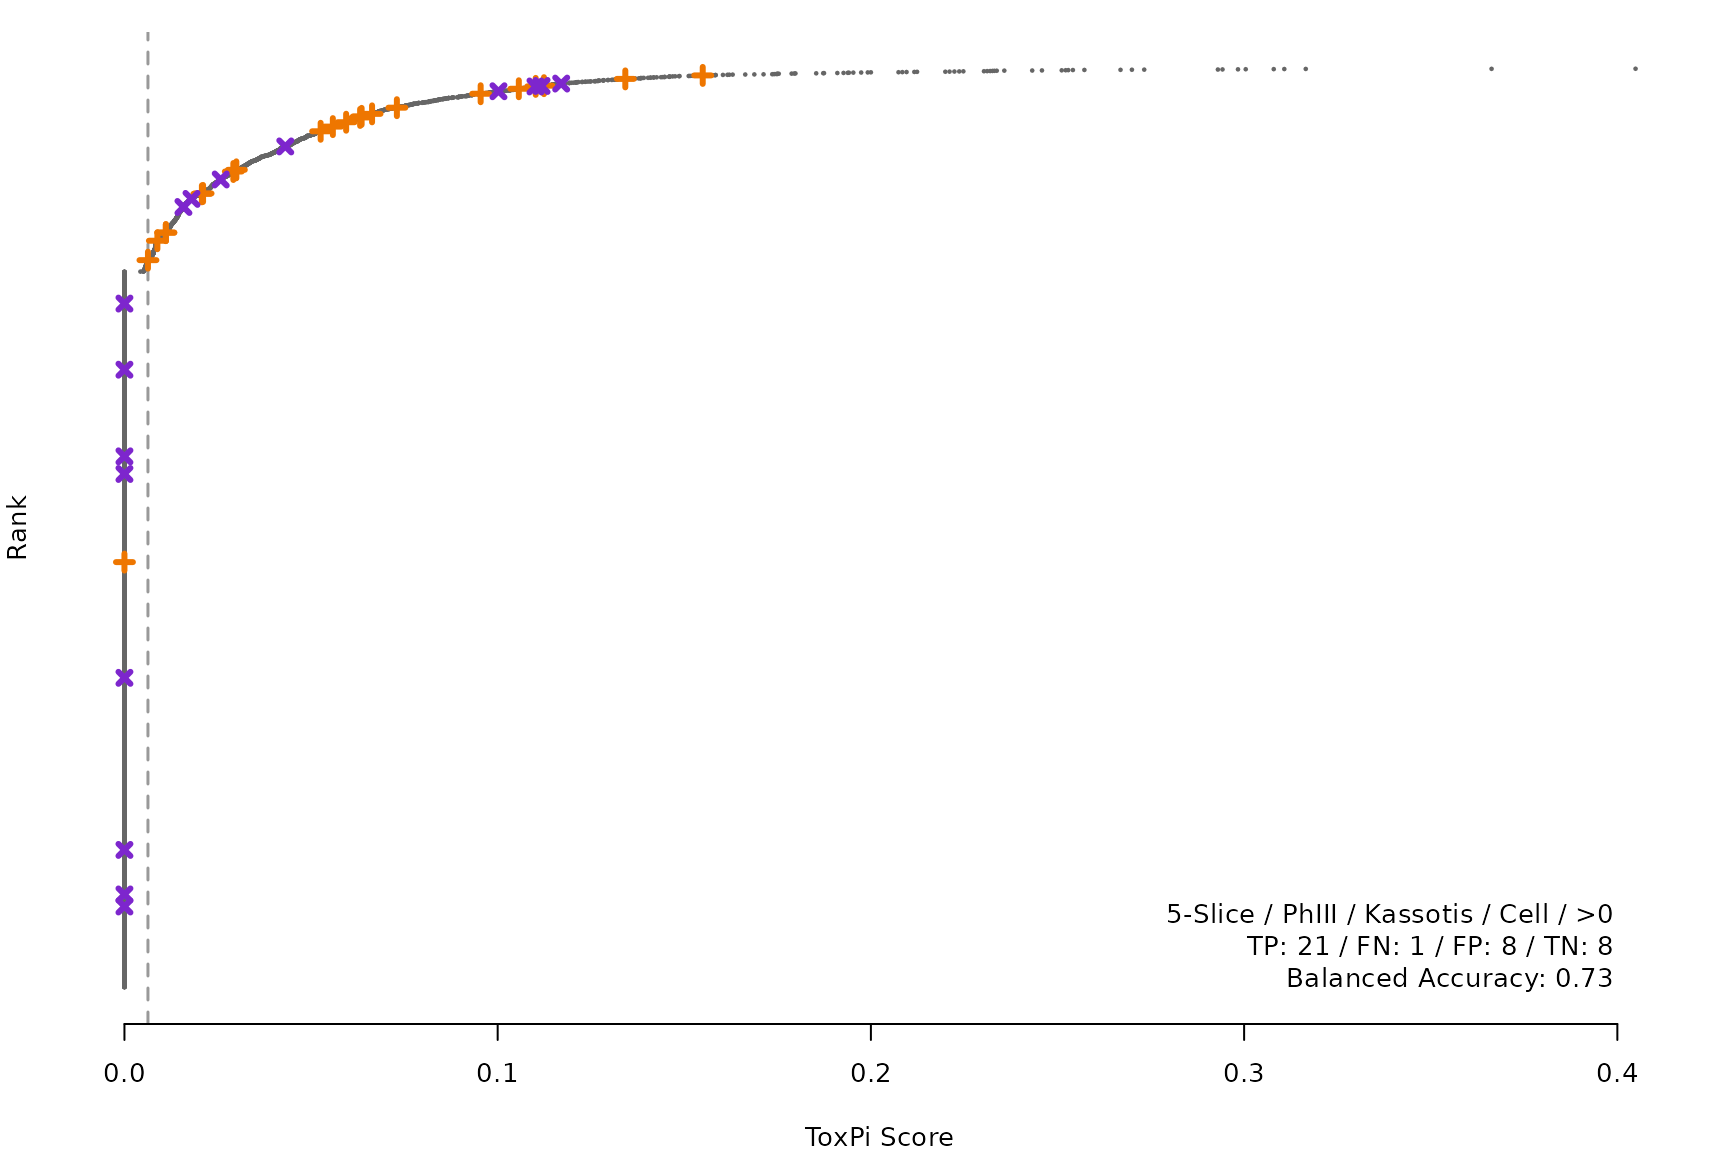 Rank
5-Slice / PhIII / Kassotis / Cell / >0
TP: 21 / FN: 1 / FP: 8 / TN: 8
Balanced Accuracy: 0.73
0.0 0.1 0.2 0.3 0.4
ToxPi Score